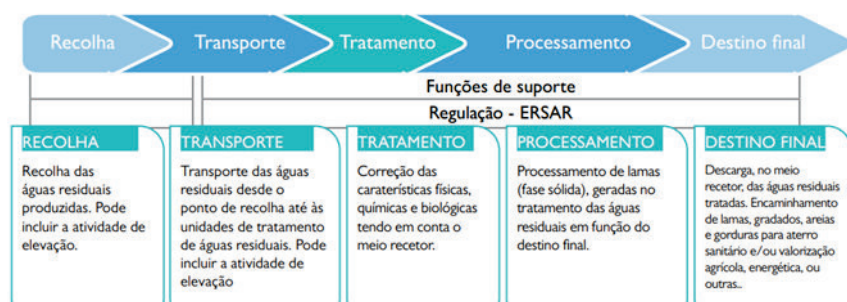 Recolha
Transporte
Tratamento
Processamento
Destino final
Funções de suporte
Regulação - ERSAR
RECOLHA
Recolha das
águas residuais
produzidas. Pode
incluir a atividade de
elevação.
TRANSPORTE
Transporte das águas
residuais desde o
ponto de recolha até às
unidades de tratamento
de águas residuais. Pode
incluir a atividade de
elevação
TRATAMENTO
Correção das
caraterísticas físicas,
químicas e biológicas
tendo em conta o
meio recetor.
PROCESSAMENTO
Processamento de lamas
(fase sólida), geradas no
tratamento das águas
residuais em função do
destino final.
DESTINO FINAL
Descarga, no meio
recetor, das águas residuais
tratadas. Encaminhamento
de lamas, gradados, areias
e gorduras para aterro
sanitário e/ou valorização
agrícola, energética, ou
outras..